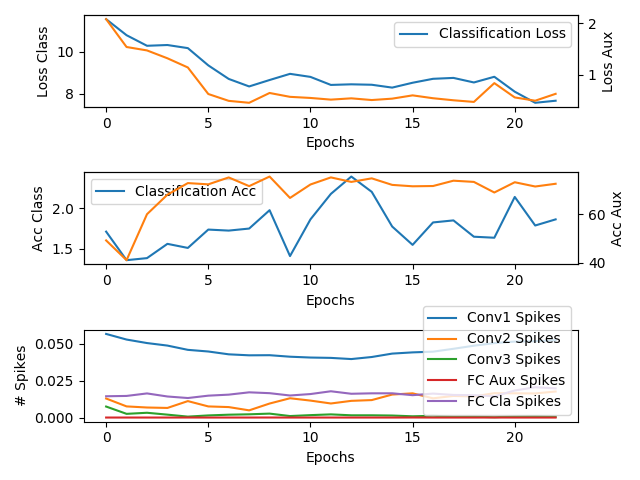 Loss Class
10
8
Classification Loss
2
1
Loss Aux
0
5
10
15
20
Epochs
Acc Class
2.0
1.5
Classification Acc
60
40
Acc Aux
0
5
10
15
20
Epochs
# Spikes
0.050
0.025
0.000
Conv1 Spikes
Conv2 Spikes
Conv3 Spikes
FC Aux Spikes
FC Cla Spikes
0
5
10
15
20
Epochs